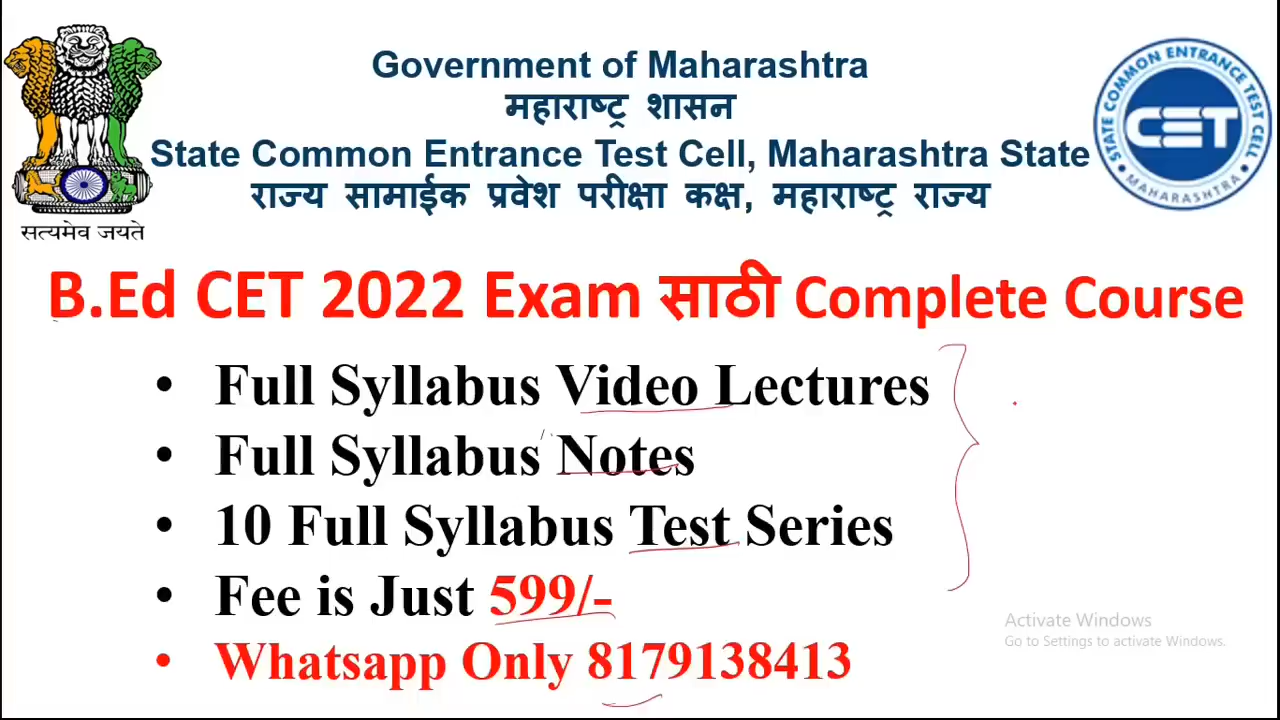 Government of Maharashtra
महाराष्ट्र शासन
State Common Entrance Test Cell, Maharashtra State
राज्य सामाईक प्रवेश परीक्षा कक्ष, महाराष्ट्र राज्य
सत्यमेव जयते
STATE COMMON ENTRANCE TEST CELL
CET
MAHARASHTRA
B.Ed CET 2022 Exam साठी Complete Course
• Full Syllabus Video Lectures
• Full Syllabus Notes
• 10 Full Syllabus Test Series
• Fee is Just 599/-
• Whatsapp Only 8179138413
Activate Windows
Go to Settings to activate Windows.